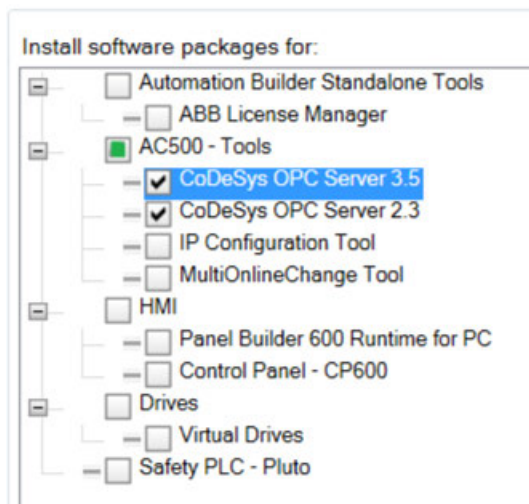 Install software packages for:
Automation Builder Standalone Tools
ABB License Manager
AC500 - Tools
CoDeSys OPC Server 3.5
CoDeSys OPC Server 2.3
IP Configuration Tool
MultiOnlineChange Tool
HMI
Panel Builder 600 Runtime for PC
Control Panel - CP600
Drives
Virtual Drives
Safety PLC - Pluto